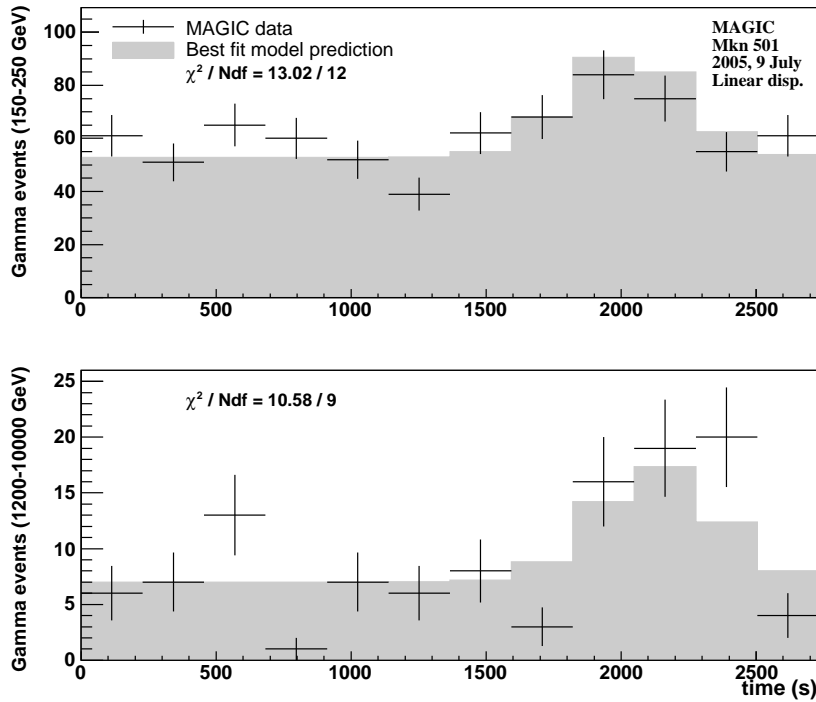 MAGIC data
Best fit model prediction
χ² / Ndf = 13.02 / 12
MAGIC
Mkn 501
2005, 9 July
Linear disp.
Gamma events (150-250 GeV)
100
80
60
40
20
0
0 500 1000 1500 2000 2500
χ² / Ndf = 10.58 / 9
Gamma events (1200-10000 GeV)
25
20
15
10
5
0
0 500 1000 1500 2000 2500
time (s)